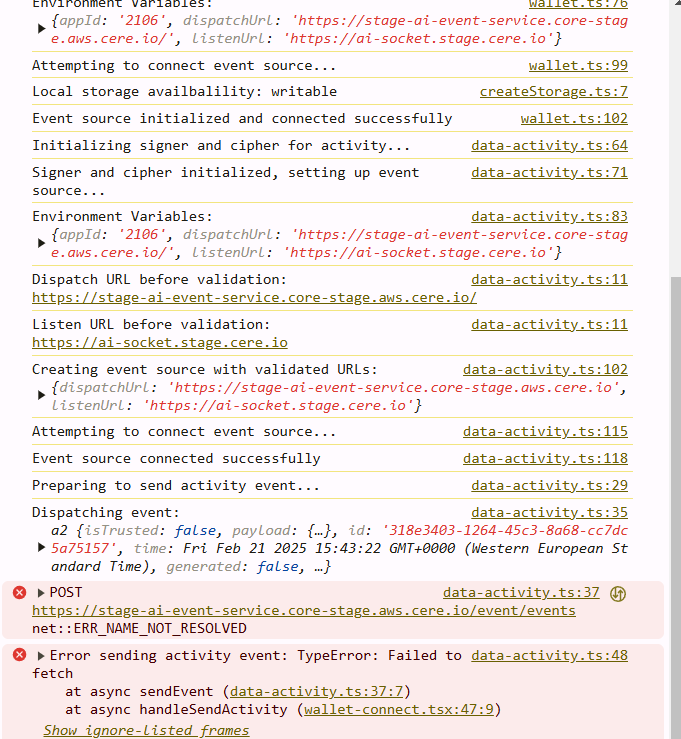 Environment Variables: wallet.ts:76
{appId: '2106', dispatchUrl: 'https://stage-ai-event-service.core-stag
e.aws.cere.io/', listenUrl: 'https://ai-socket.stage.cere.io'}
Attempting to connect event source... wallet.ts:99
Local storage availbalility: writable createStorage.ts:7
Event source initialized and connected successfully wallet.ts:102
Initializing signer and cipher for activity... data-activity.ts:64
Signer and cipher initialized, setting up event data-activity.ts:71
source...
Environment Variables: data-activity.ts:83
{appId: '2106', dispatchUrl: 'https://stage-ai-event-service.core-stag
e.aws.cere.io/', listenUrl: 'https://ai-socket.stage.cere.io'}
Dispatch URL before validation: data-activity.ts:11
https://stage-ai-event-service.core-stage.aws.cere.io/
Listen URL before validation: data-activity.ts:11
https://ai-socket.stage.cere.io
Creating event source with validated URLs: data-activity.ts:102
{dispatchUrl: 'https://stage-ai-event-service.core-stage.aws.cere.io',
listenUrl: 'https://ai-socket.stage.cere.io'}
Attempting to connect event source... data-activity.ts:115
Event source connected successfully data-activity.ts:118
Preparing to send activity event... data-activity.ts:29
Dispatching event: data-activity.ts:35
a2 {isTrusted: false, payload: {…}, id: '318e3403-1264-45c3-8a68-cc7dc
5a75157', time: Fri Feb 21 2025 15:43:22 GMT+0000 (Western European St
andard Time), generated: false, …}
POST data-activity.ts:37
https://stage-ai-event-service.core-stage.aws.cere.io/event/events
net::ERR_NAME_NOT_RESOLVED
Error sending activity event: TypeError: Failed to data-activity.ts:48
fetch
at async sendEvent (data-activity.ts:37:7)
at async handleSendActivity (wallet-connect.tsx:47:9)
Show ignore-listed frames